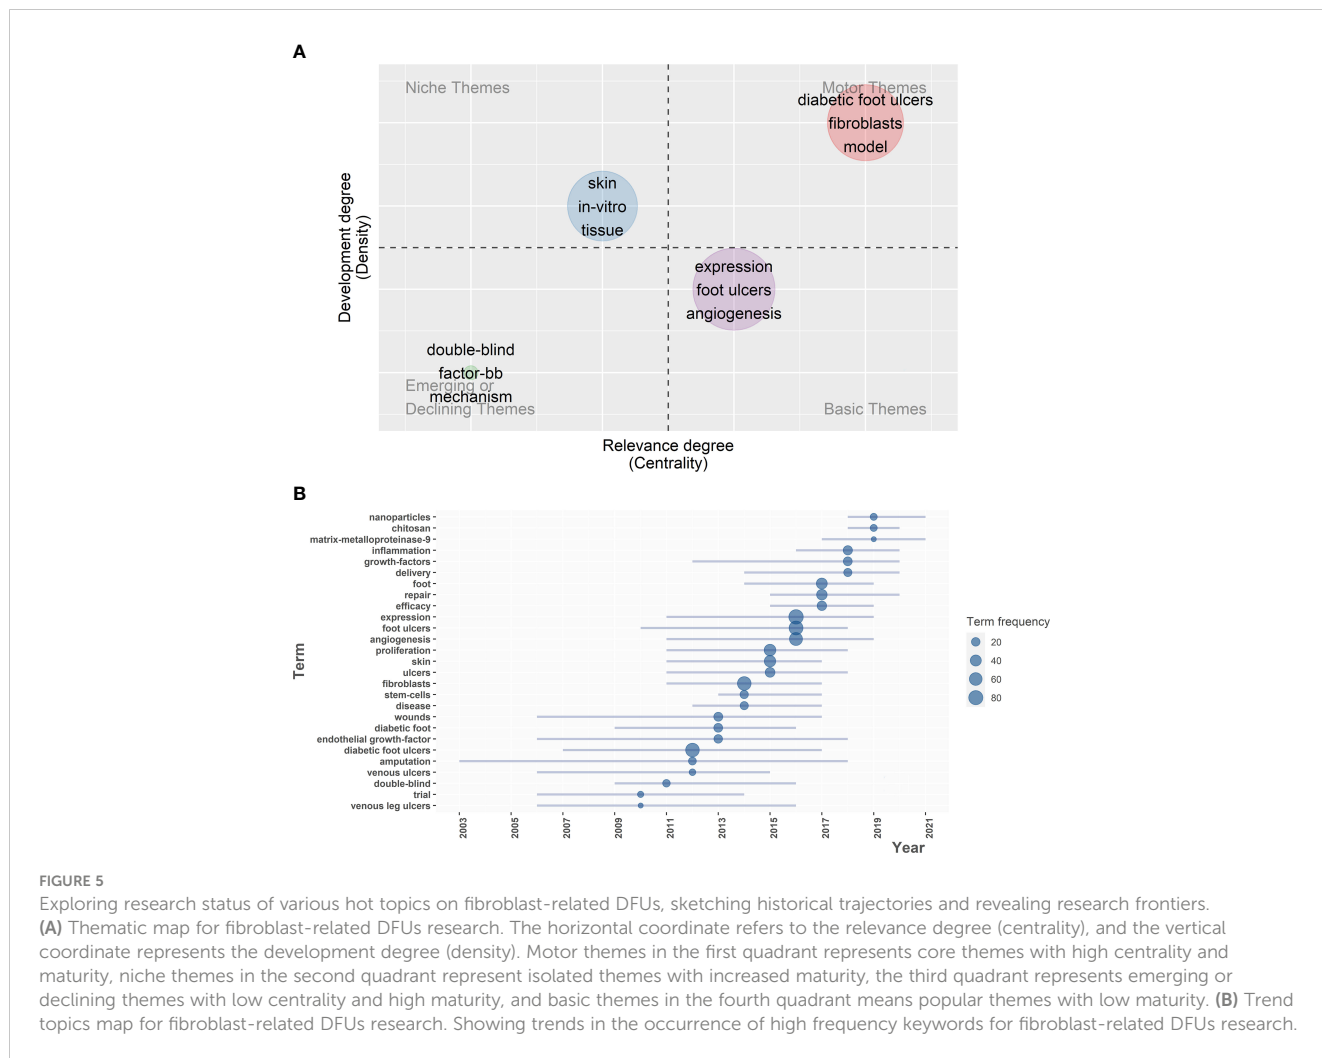 A
Niche Themes
Motor Themes
diabetic foot ulcers
fibroblasts
model
skin
in-vitro
tissue
expression
foot ulcers
angiogenesis
double-blind
factor-bb
mechanism
Emerging or
Declining Themes
Basic Themes
Development degree
(Density)
Relevance degree
(Centrality)
B
nanoparticles
chitosan
matrix-metalloproteinase-9
inflammation
growth-factors
delivery
foot
repair
efficacy
expression
foot ulcers
angiogenesis
proliferation
skin
ulcers
fibroblasts
stem-cells
disease
wounds
diabetic foot
endothelial growth-factor
diabetic foot ulcers
amputation
venous ulcers
double-blind
trial
venous leg ulcers
Term
2003 2005 2007 2009 2011 2013 2015 2017 2019 2021
Year
Term frequency
20
40
60
80
FIGURE 5
Exploring research status of various hot topics on fibroblast-related DFUs, sketching historical trajectories and revealing research frontiers.
(A) Thematic map for fibroblast-related DFUs research. The horizontal coordinate refers to the relevance degree (centrality), and the vertical
coordinate represents the development degree (density). Motor themes in the first quadrant represents core themes with high centrality and
maturity, niche themes in the second quadrant represent isolated themes with increased maturity, the third quadrant represents emerging or
declining themes with low centrality and high maturity, and basic themes in the fourth quadrant means popular themes with low maturity. (B) Trend
topics map for fibroblast-related DFUs research. Showing trends in the occurrence of high frequency keywords for fibroblast-related DFUs research.